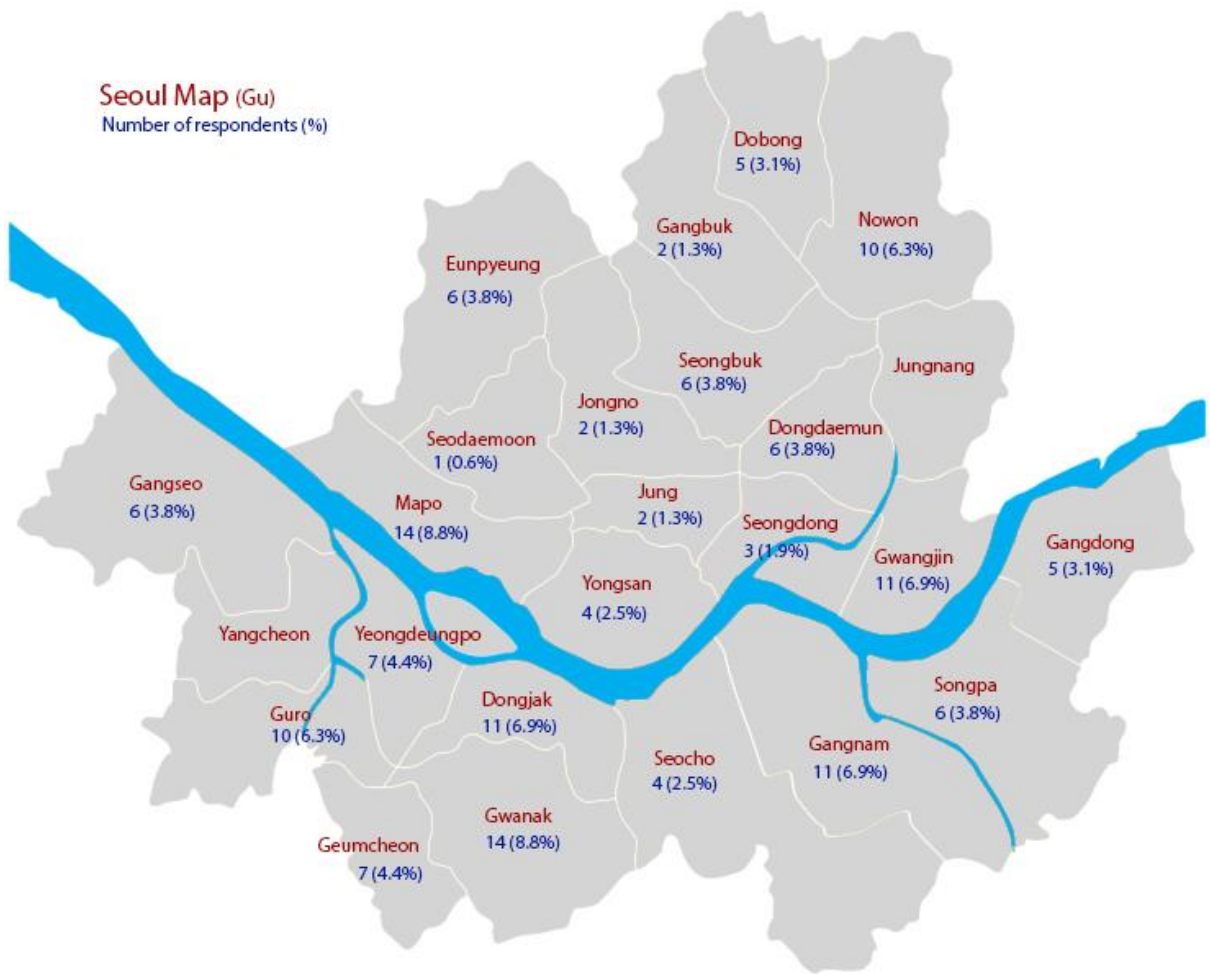 Seoul Map (Gu)
Number of respondents (%)
Dobong
5 (3.1%)
Gangbuk
2 (1.3%)
Nowon
10 (6.3%)
Eunpyeung
6 (3.8%)
Seongbuk
6 (3.8%)
Jungnang
Jongno
2 (1.3%)
Dongdaemun
6 (3.8%)
Seodaemoon
1 (0.6%)
Gangseo
6 (3.8%)
Mapo
14 (8.8%)
Jung
2 (1.3%)
Seongdong
3 (1.9%)
Gwangjin
11 (6.9%)
Gangdong
5 (3.1%)
Yongsan
4 (2.5%)
Yangcheon
Yeongdeungpo
7 (4.4%)
Guro
10 (6.3%)
Dongjak
11 (6.9%)
Songpa
6 (3.8%)
Seocho
4 (2.5%)
Gangnam
11 (6.9%)
Gwanak
14 (8.8%)
Geumcheon
7 (4.4%)